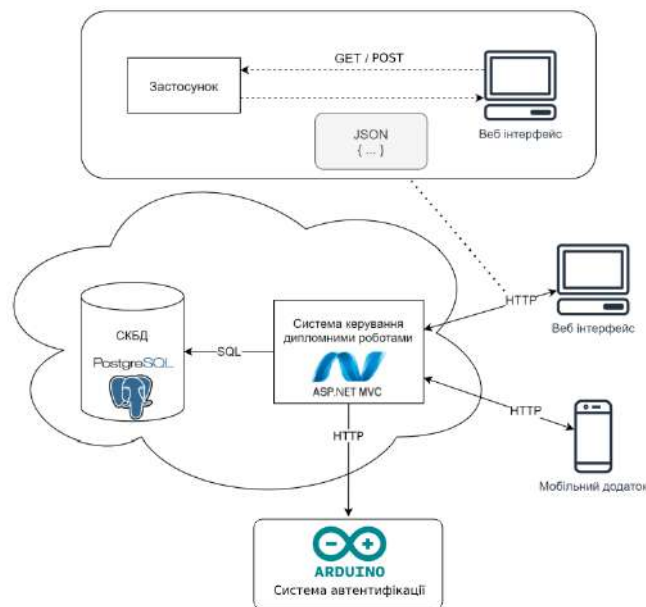 GET / POST
Застосунок
JSON
{ ... }
Веб інтерфейс
СКБД
PostgreSQL
SQL
Система керування
дипломними роботами
ASP.NET MVC
HTTP
Веб інтерфейс
HTTP
Мобільний додаток
HTTP
ARDUINO
Система автентифікації